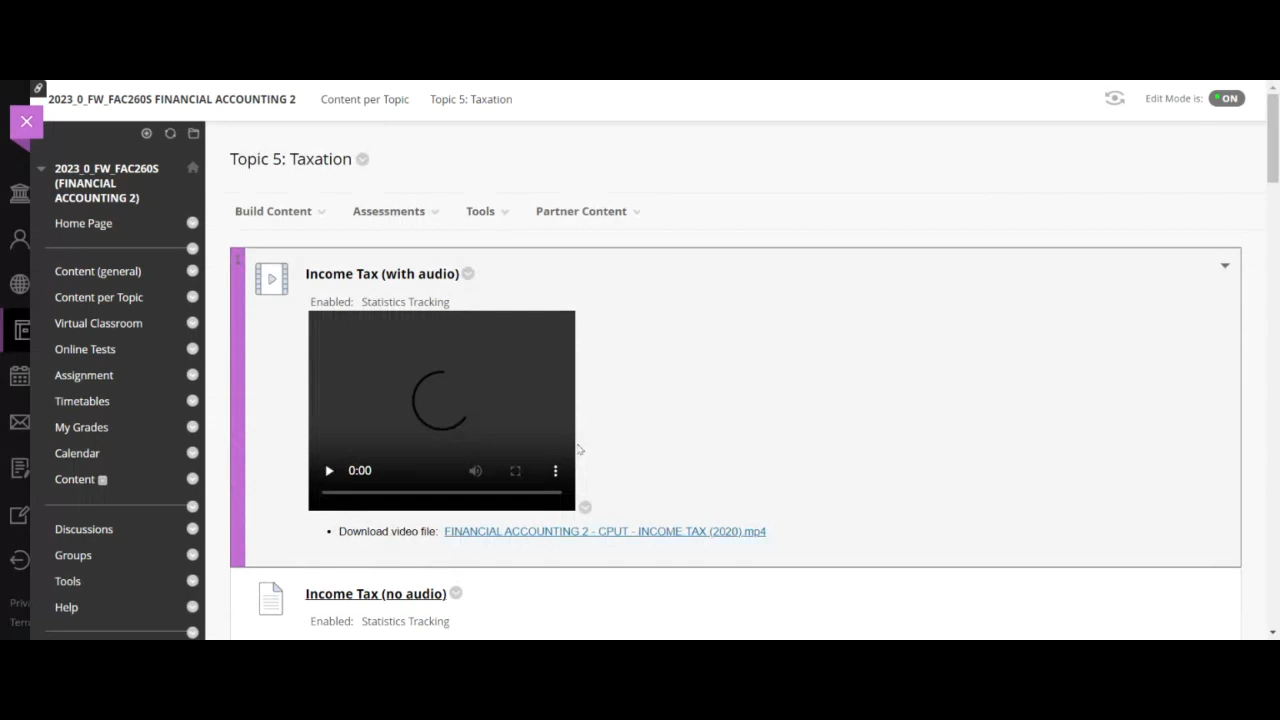 2023_0_FW_FAC260S FINANCIAL ACCOUNTING 2
Content per Topic
Topic 5: Taxation
Edit Mode is:
ON
2023_0_FW_FAC260S
(FINANCIAL
ACCOUNTING 2)
Home Page
Content (general)
Content per Topic
Virtual Classroom
Online Tests
Assignment
Timetables
My Grades
Calendar
Content
Discussions
Groups
Tools
Help
Priva
Term
Topic 5: Taxation
Build Content
Assessments
Tools
Partner Content
Income Tax (with audio)
Enabled: Statistics Tracking
0:00
• Download video file: FINANCIAL ACCOUNTING 2 - CPUT - INCOME TAX (2020).mp4
Income Tax (no audio)
Enabled: Statistics Tracking